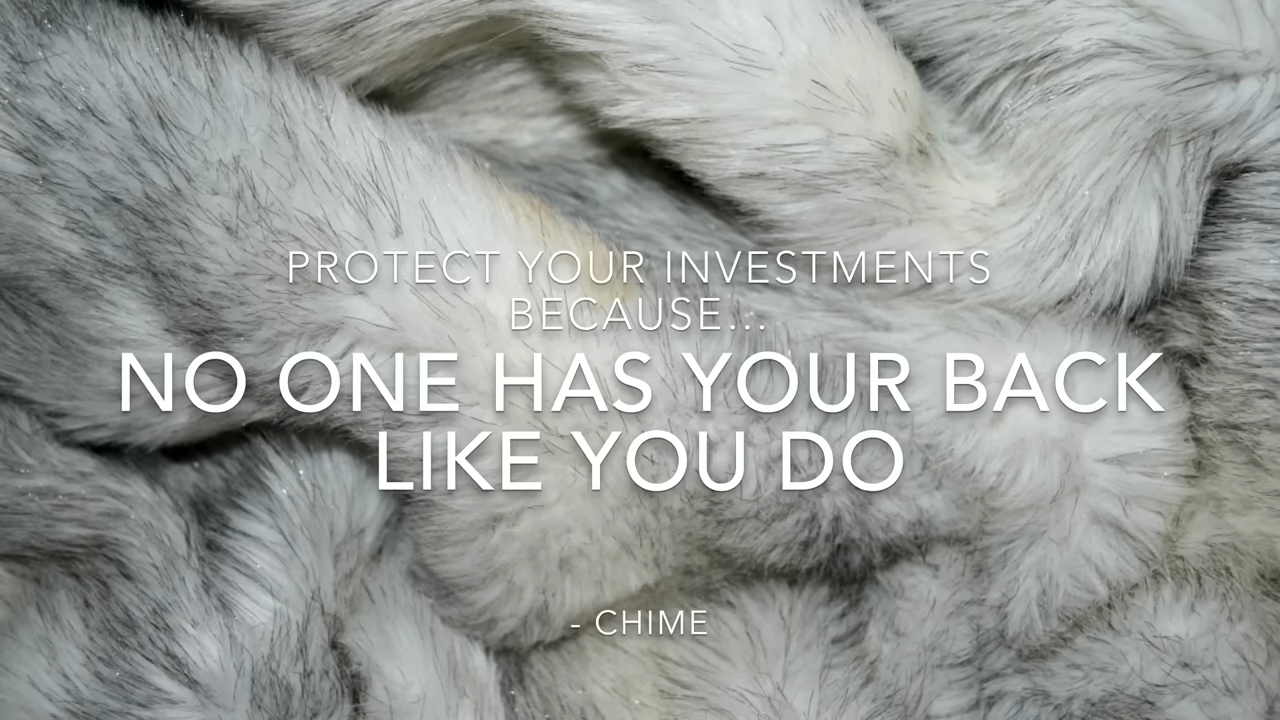 PROTECT YOUR INVESTMENTS
BECAUSE...
NO ONE HAS YOUR BACK
LIKE YOU DO
- CHIME